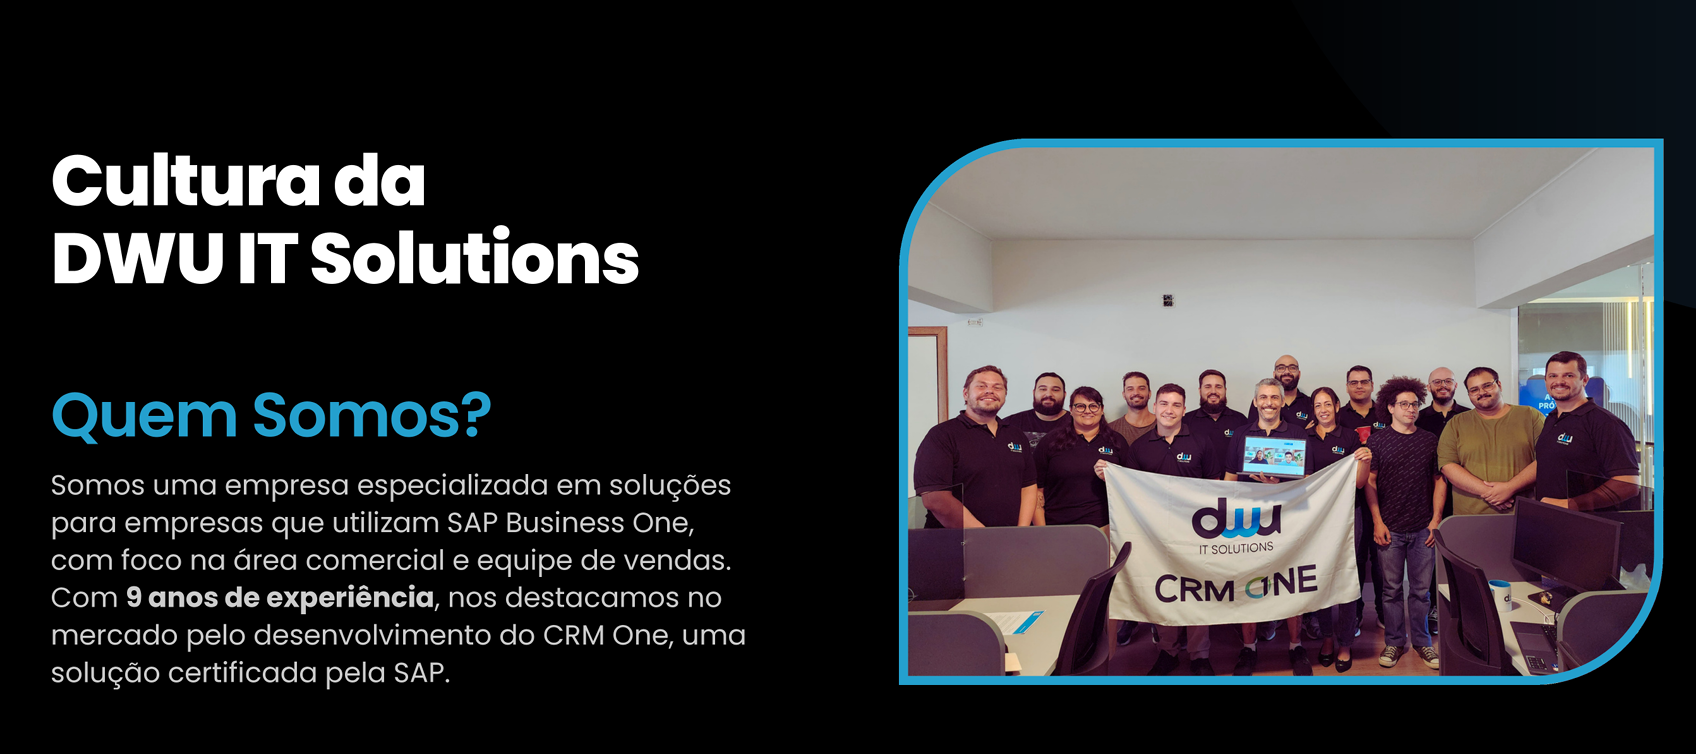 Cultura da
DWU IT Solutions
Quem Somos?
Somos uma empresa especializada em soluções
para empresas que utilizam SAP Business One,
com foco na área comercial e equipe de vendas.
Com 9 anos de experiência, nos destacamos no
mercado pelo desenvolvimento do CRM One, uma
solução certificada pela SAP.
dwu
IT SOLUTIONS
CRM ONE